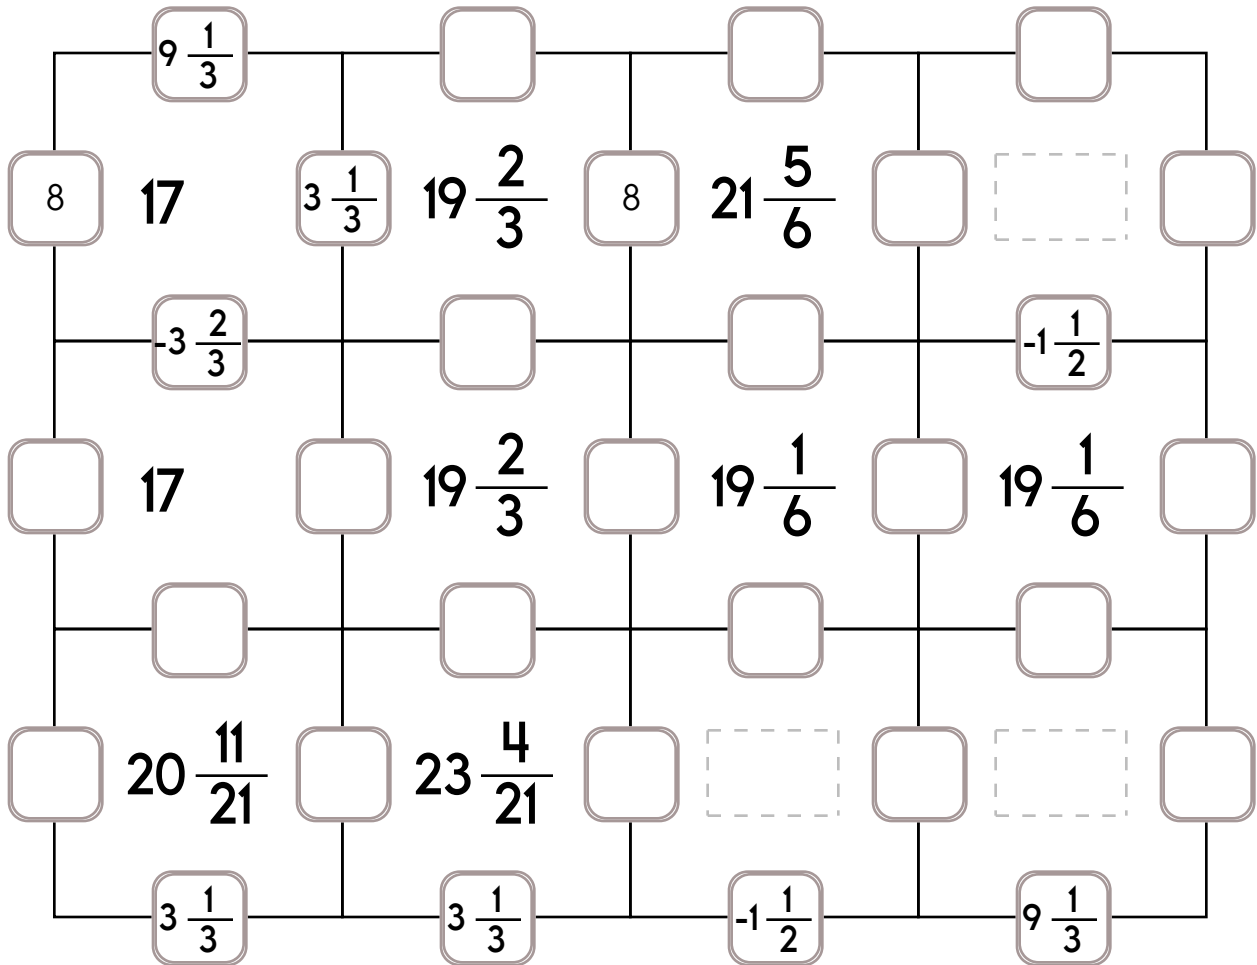 9 1/3
8 17 3 1/3 19 2/3 8 21 5/6
-3 2/3 -1 1/2
17 19 2/3 19 1/6 19 1/6
20 11/21 23 4/21
3 1/3 3 1/3 -1 1/2 9 1/3